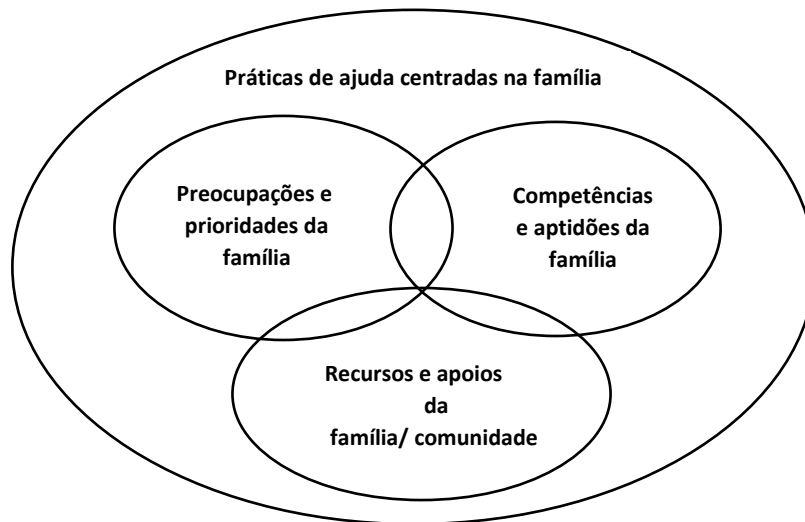 Práticas de ajuda centradas na família
Preocupações e
prioridades da
família
Competências
e aptidões da
família
Recursos e apoios
da
família/ comunidade